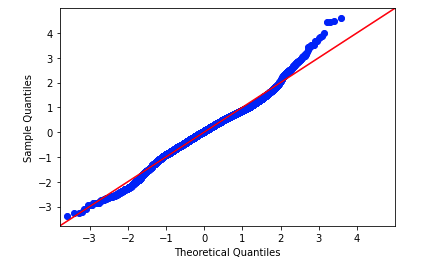 4
3
2
1
0
−1
−2
−3
Sample Quantiles
−3 −2 −1 0 1 2 3 4
Theoretical Quantiles